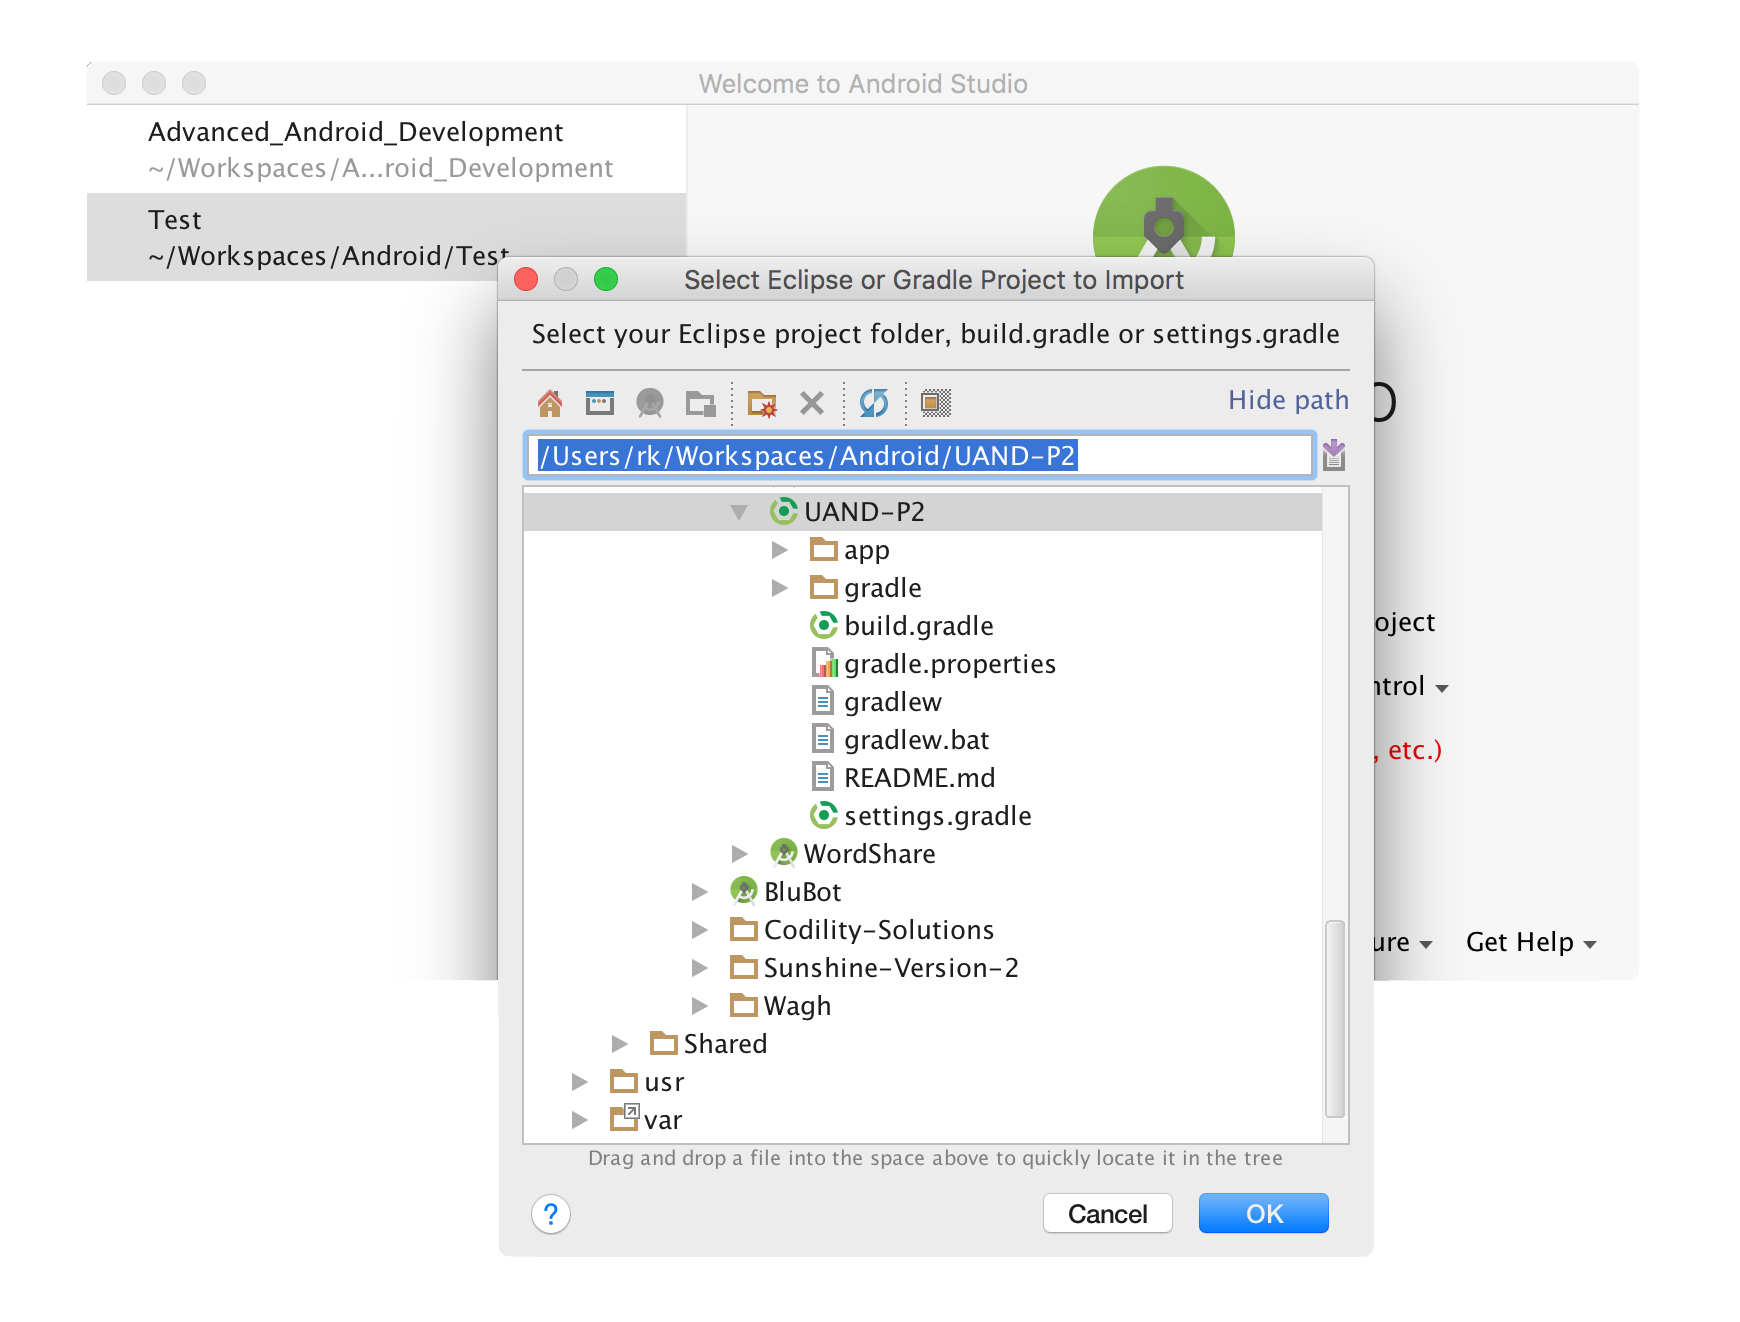 Welcome to Android Studio
Advanced_Android_Development
~/Workspaces/A...roid_Development
Test
~/Workspaces/Android/Test
Select Eclipse or Gradle Project to Import
Select your Eclipse project folder, build.gradle or settings.gradle
Hide path
/Users/rk/Workspaces/Android/UAND-P2
UAND-P2
app
gradle
build.gradle
gradle.properties
gradlew
gradlew.bat
README.md
settings.gradle
WordShare
BluBot
Codility-Solutions
Sunshine-Version-2
Wagh
Shared
usr
var
Drag and drop a file into the space above to quickly locate it in the tree
?
Cancel
OK
, etc.)
Get Help